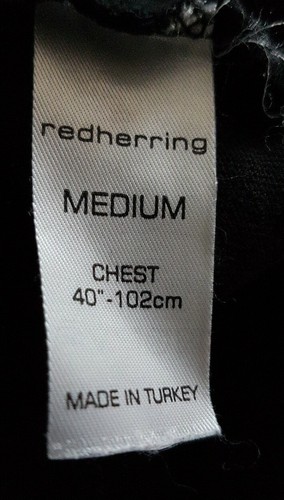 redherring
MEDIUM
CHEST
40"-102cm
MADE IN TURKEY